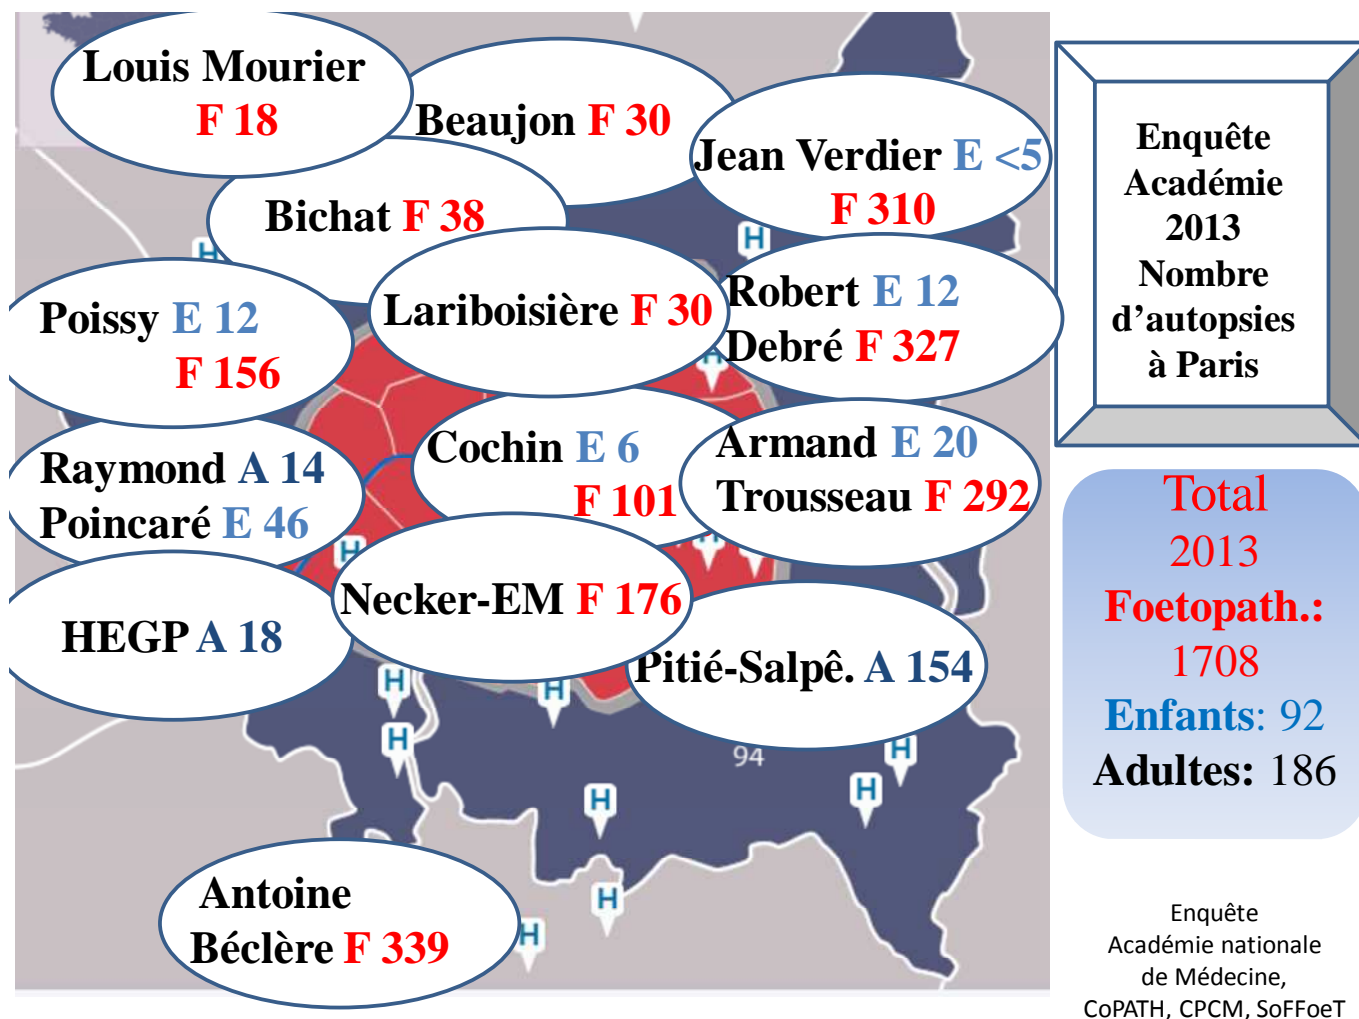 Louis Mourier
F 18
Beaujon F 30
Jean Verdier E <5
F 310
Bichat F 38
Lariboisière F 30
Robert E 12
Debré F 327
Poissy E 12
F 156
Cochin E 6
F 101
Armand E 20
Trousseau F 292
Raymond A 14
Poincaré E 46
Necker-EM F 176
HEGP A 18
Pitié-Salpê. A 154
Antoine
Béclère F 339
H
H
H
H
H
H
H
H
H
H
H
H
H
94
Enquête
Académie
2013
Nombre
d’autopsies
à Paris
Total
2013
Foetopath.:
1708
Enfants: 92
Adultes: 186
Enquête
Académie nationale
de Médecine,
CoPATH, CPCM, SoFFoeT